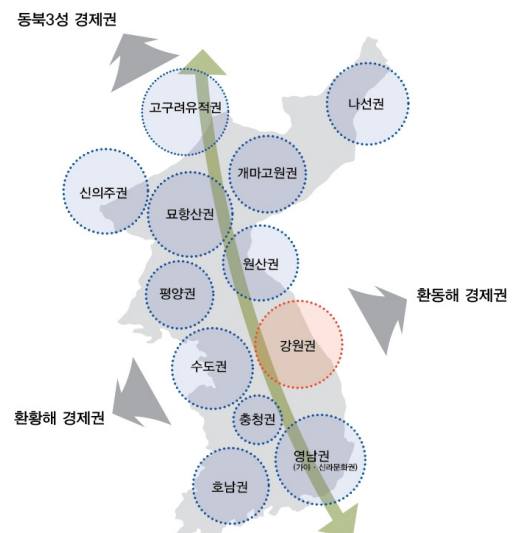 동북3성 경제권
고구려유적권
나선권
개마고원권
신의주권
묘향산권
원산권
평양권
환동해 경제권
강원권
수도권
환황해 경제권
충청권
영남권
(가야 · 신라문화권)
호남권